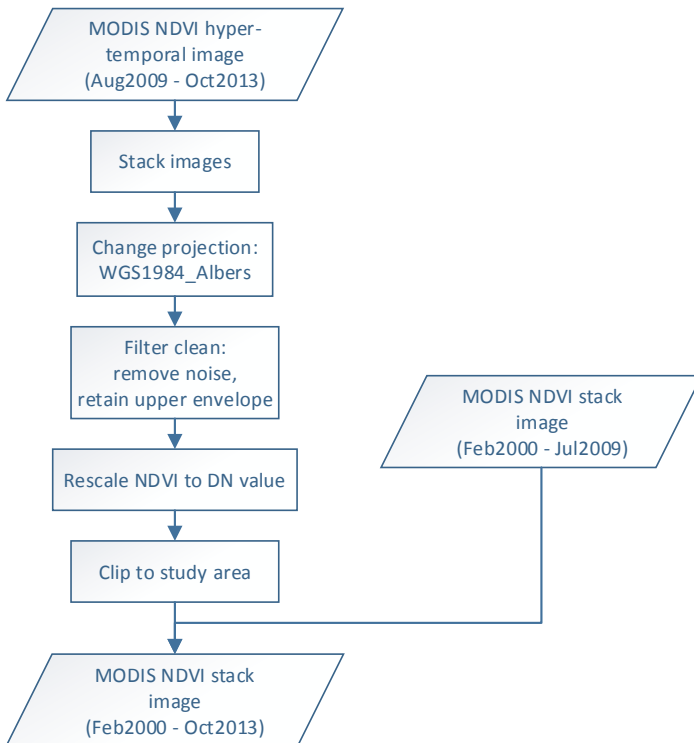 MODIS NDVI hyper-
temporal image
(Aug2009 - Oct2013)
Stack images
Change projection:
WGS1984_Albers
Filter clean:
remove noise,
retain upper envelope
MODIS NDVI stack
image
(Feb2000 - Jul2009)
Rescale NDVI to DN value
Clip to study area
MODIS NDVI stack
image
(Feb2000 - Oct2013)